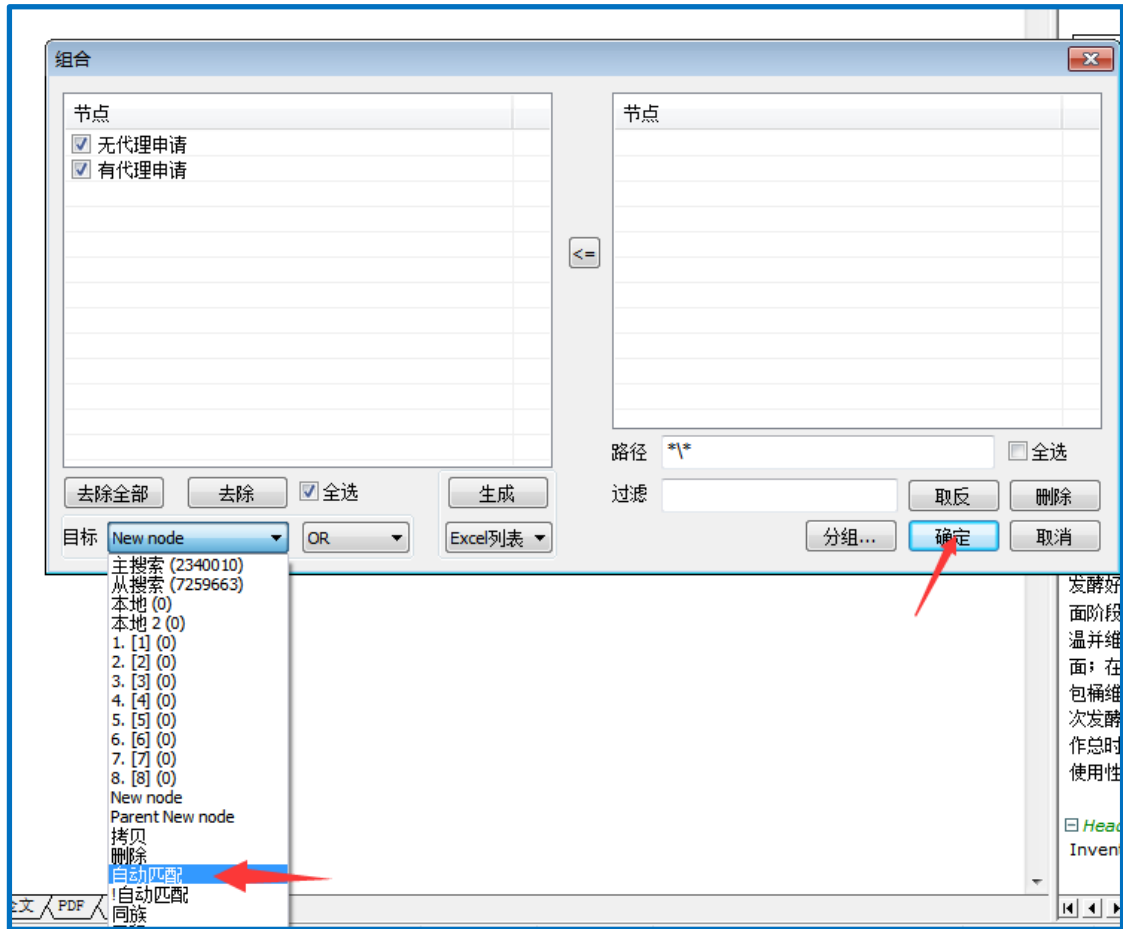 组合
节点
无代理申请
有代理申请
<=
节点
路径 *\*
全选
去除全部
去除
全选
生成
过滤
取反
删除
目标 New node
OR
Excel列表
分组...
确定
取消
主搜索 (2340010)
从搜索 (7259663)
本地 (0)
本地 2 (0)
1. [1] (0)
2. [2] (0)
3. [3] (0)
4. [4] (0)
5. [5] (0)
6. [6] (0)
7. [7] (0)
8. [8] (0)
New node
Parent New node
拷贝
删除
自动匹配
!自动匹配
同族
发酵好
面阶段
温并维
面；在
包桶维
次发酵
作总时
使用性
Head
Inven
全文
PDF